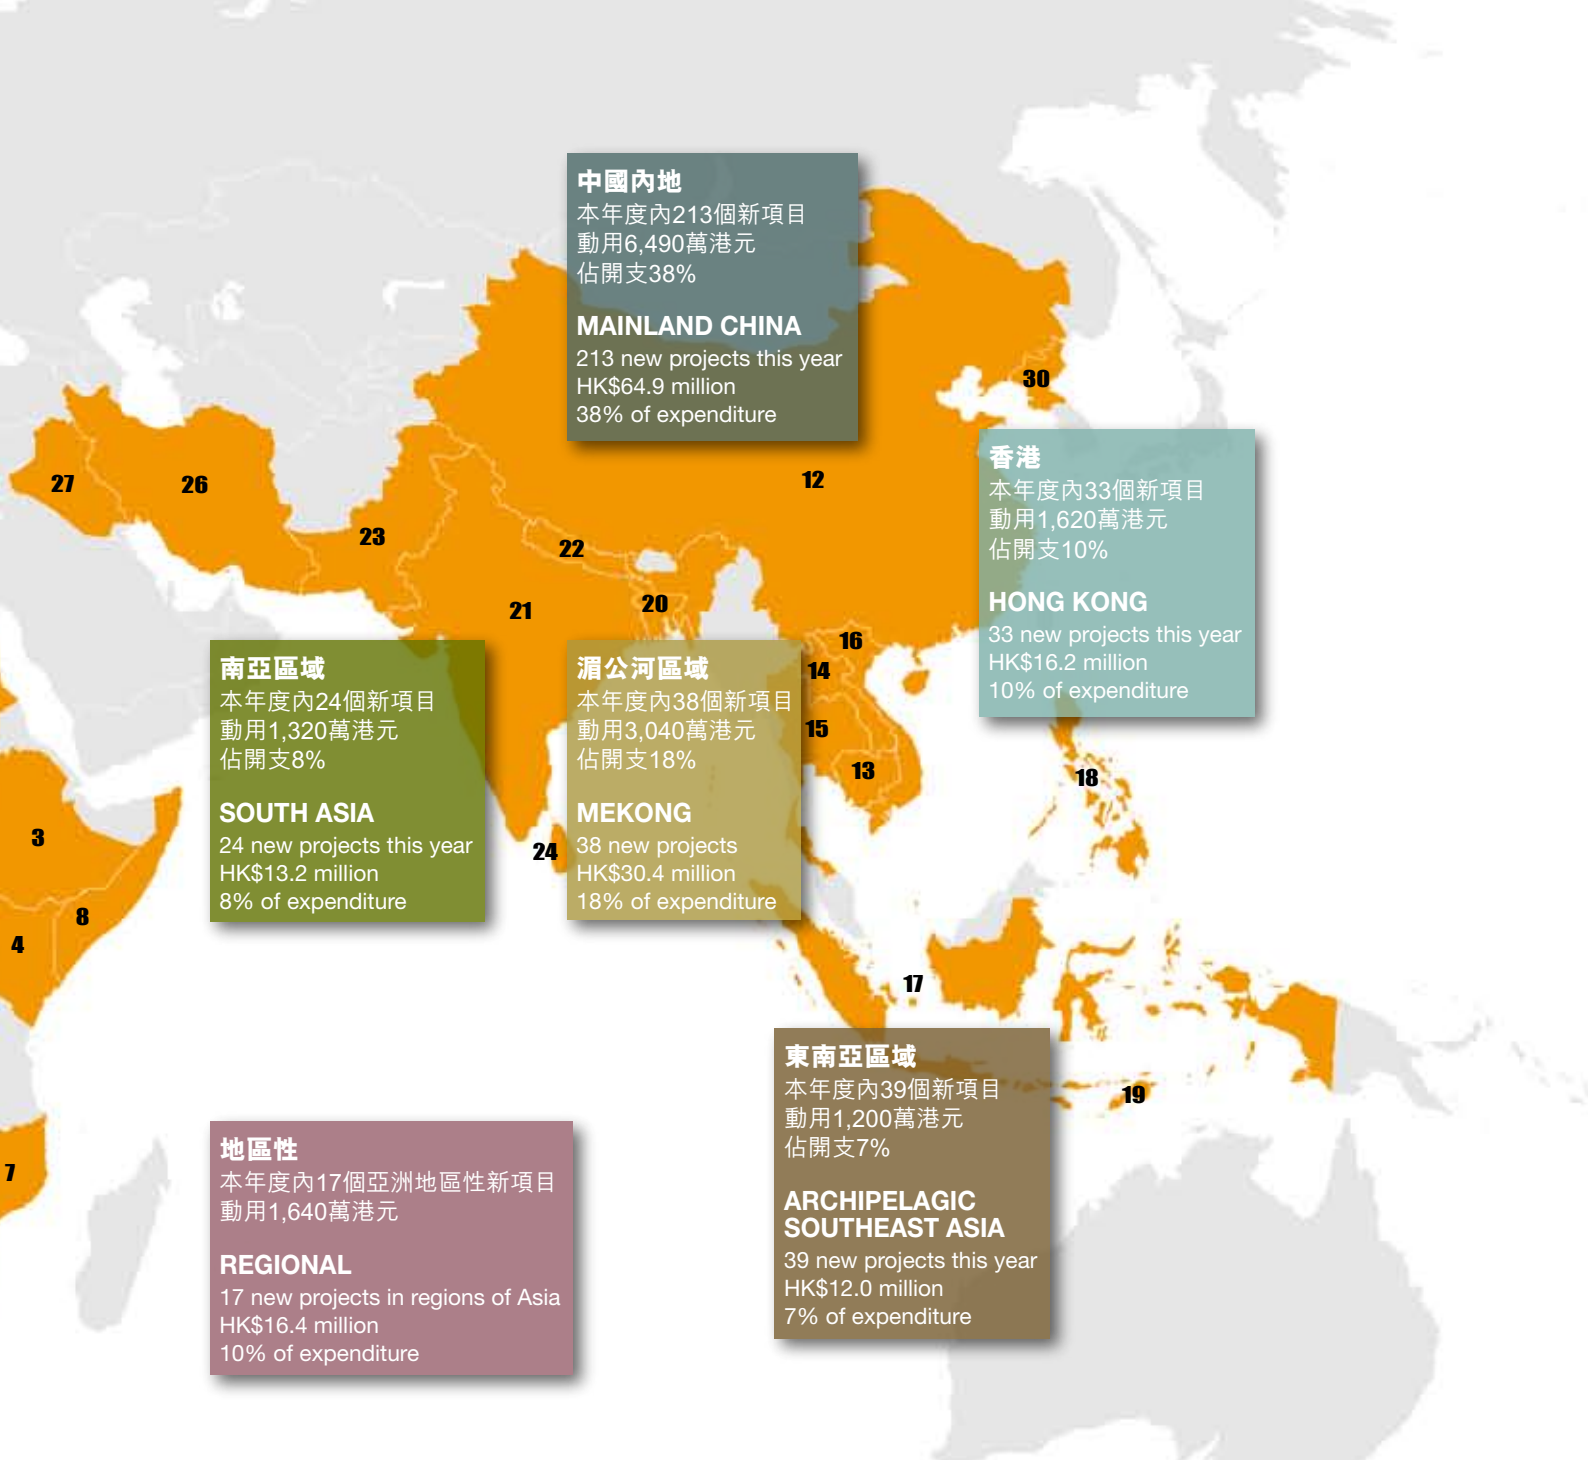 中國內地
本年度內213個新項目
動用6,490萬港元
佔開支38%
MAINLAND CHINA
213 new projects this year
HK$64.9 million
38% of expenditure
30
香港
本年度內33個新項目
動用1,620萬港元
佔開支10%
HONG KONG
33 new projects this year
HK$16.2 million
10% of expenditure
27
26
12
23
22
21
20
16
14
15
13
18
南亞區域
本年度內24個新項目
動用1,320萬港元
佔開支8%
SOUTH ASIA
24 new projects this year
HK$13.2 million
8% of expenditure
湄公河區域
本年度內38個新項目
動用3,040萬港元
佔開支18%
MEKONG
38 new projects
HK$30.4 million
18% of expenditure
3
24
8
4
17
19
7
東南亞區域
本年度內39個新項目
動用1,200萬港元
佔開支7%
ARCHIPELAGIC
SOUTHEAST ASIA
39 new projects this year
HK$12.0 million
7% of expenditure
地區性
本年度內17個亞洲地區性新項目
動用1,640萬港元
REGIONAL
17 new projects in regions of Asia
HK$16.4 million
10% of expenditure